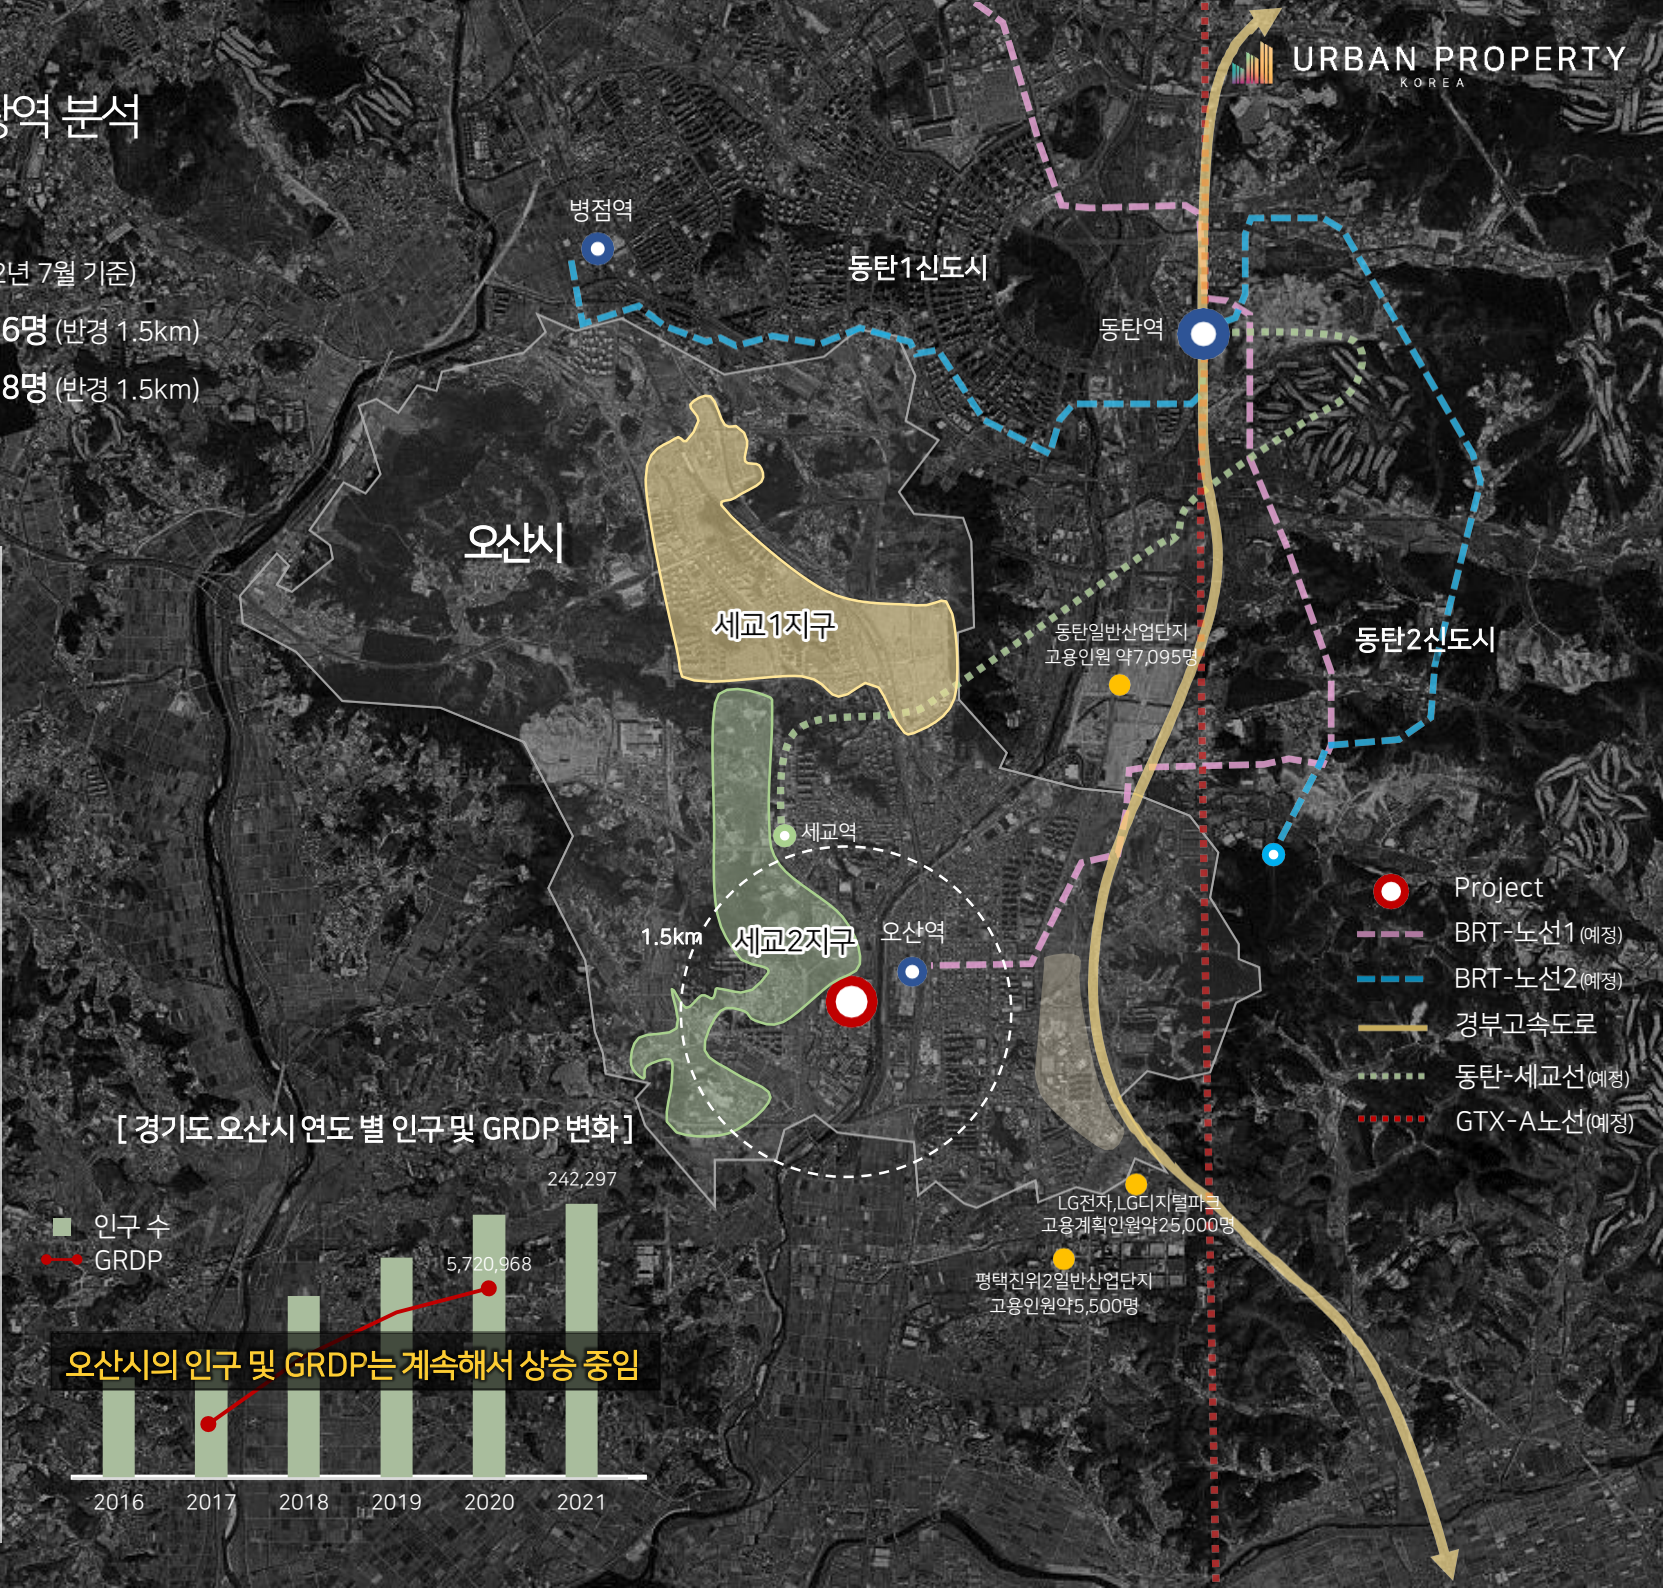 URBAN PROPERTY
KOREA
광역 분석
2년 7월 기준)
6명 (반경 1.5km)
8명 (반경 1.5km)
병점역
동탄1신도시
동탄역
오산시
세교1지구
동탄일반산업단지
고용인원 약7,095명
동탄2신도시
세교역
1.5km
세교2지구
오산역
Project
BRT-노선1(예정)
BRT-노선2(예정)
경부고속도로
동탄-세교선(예정)
GTX-A노선(예정)
[ 경기도 오산시 연도 별 인구 및 GRDP 변화 ]
242,297
인구 수
GRDP
5,720,968
오산시의 인구 및 GRDP는 계속해서 상승 중임
2016 2017 2018 2019 2020 2021
LG전자,LG디지털파크
고용계획인원약25,000명
평택진위2일반산업단지
고용인원약5,500명